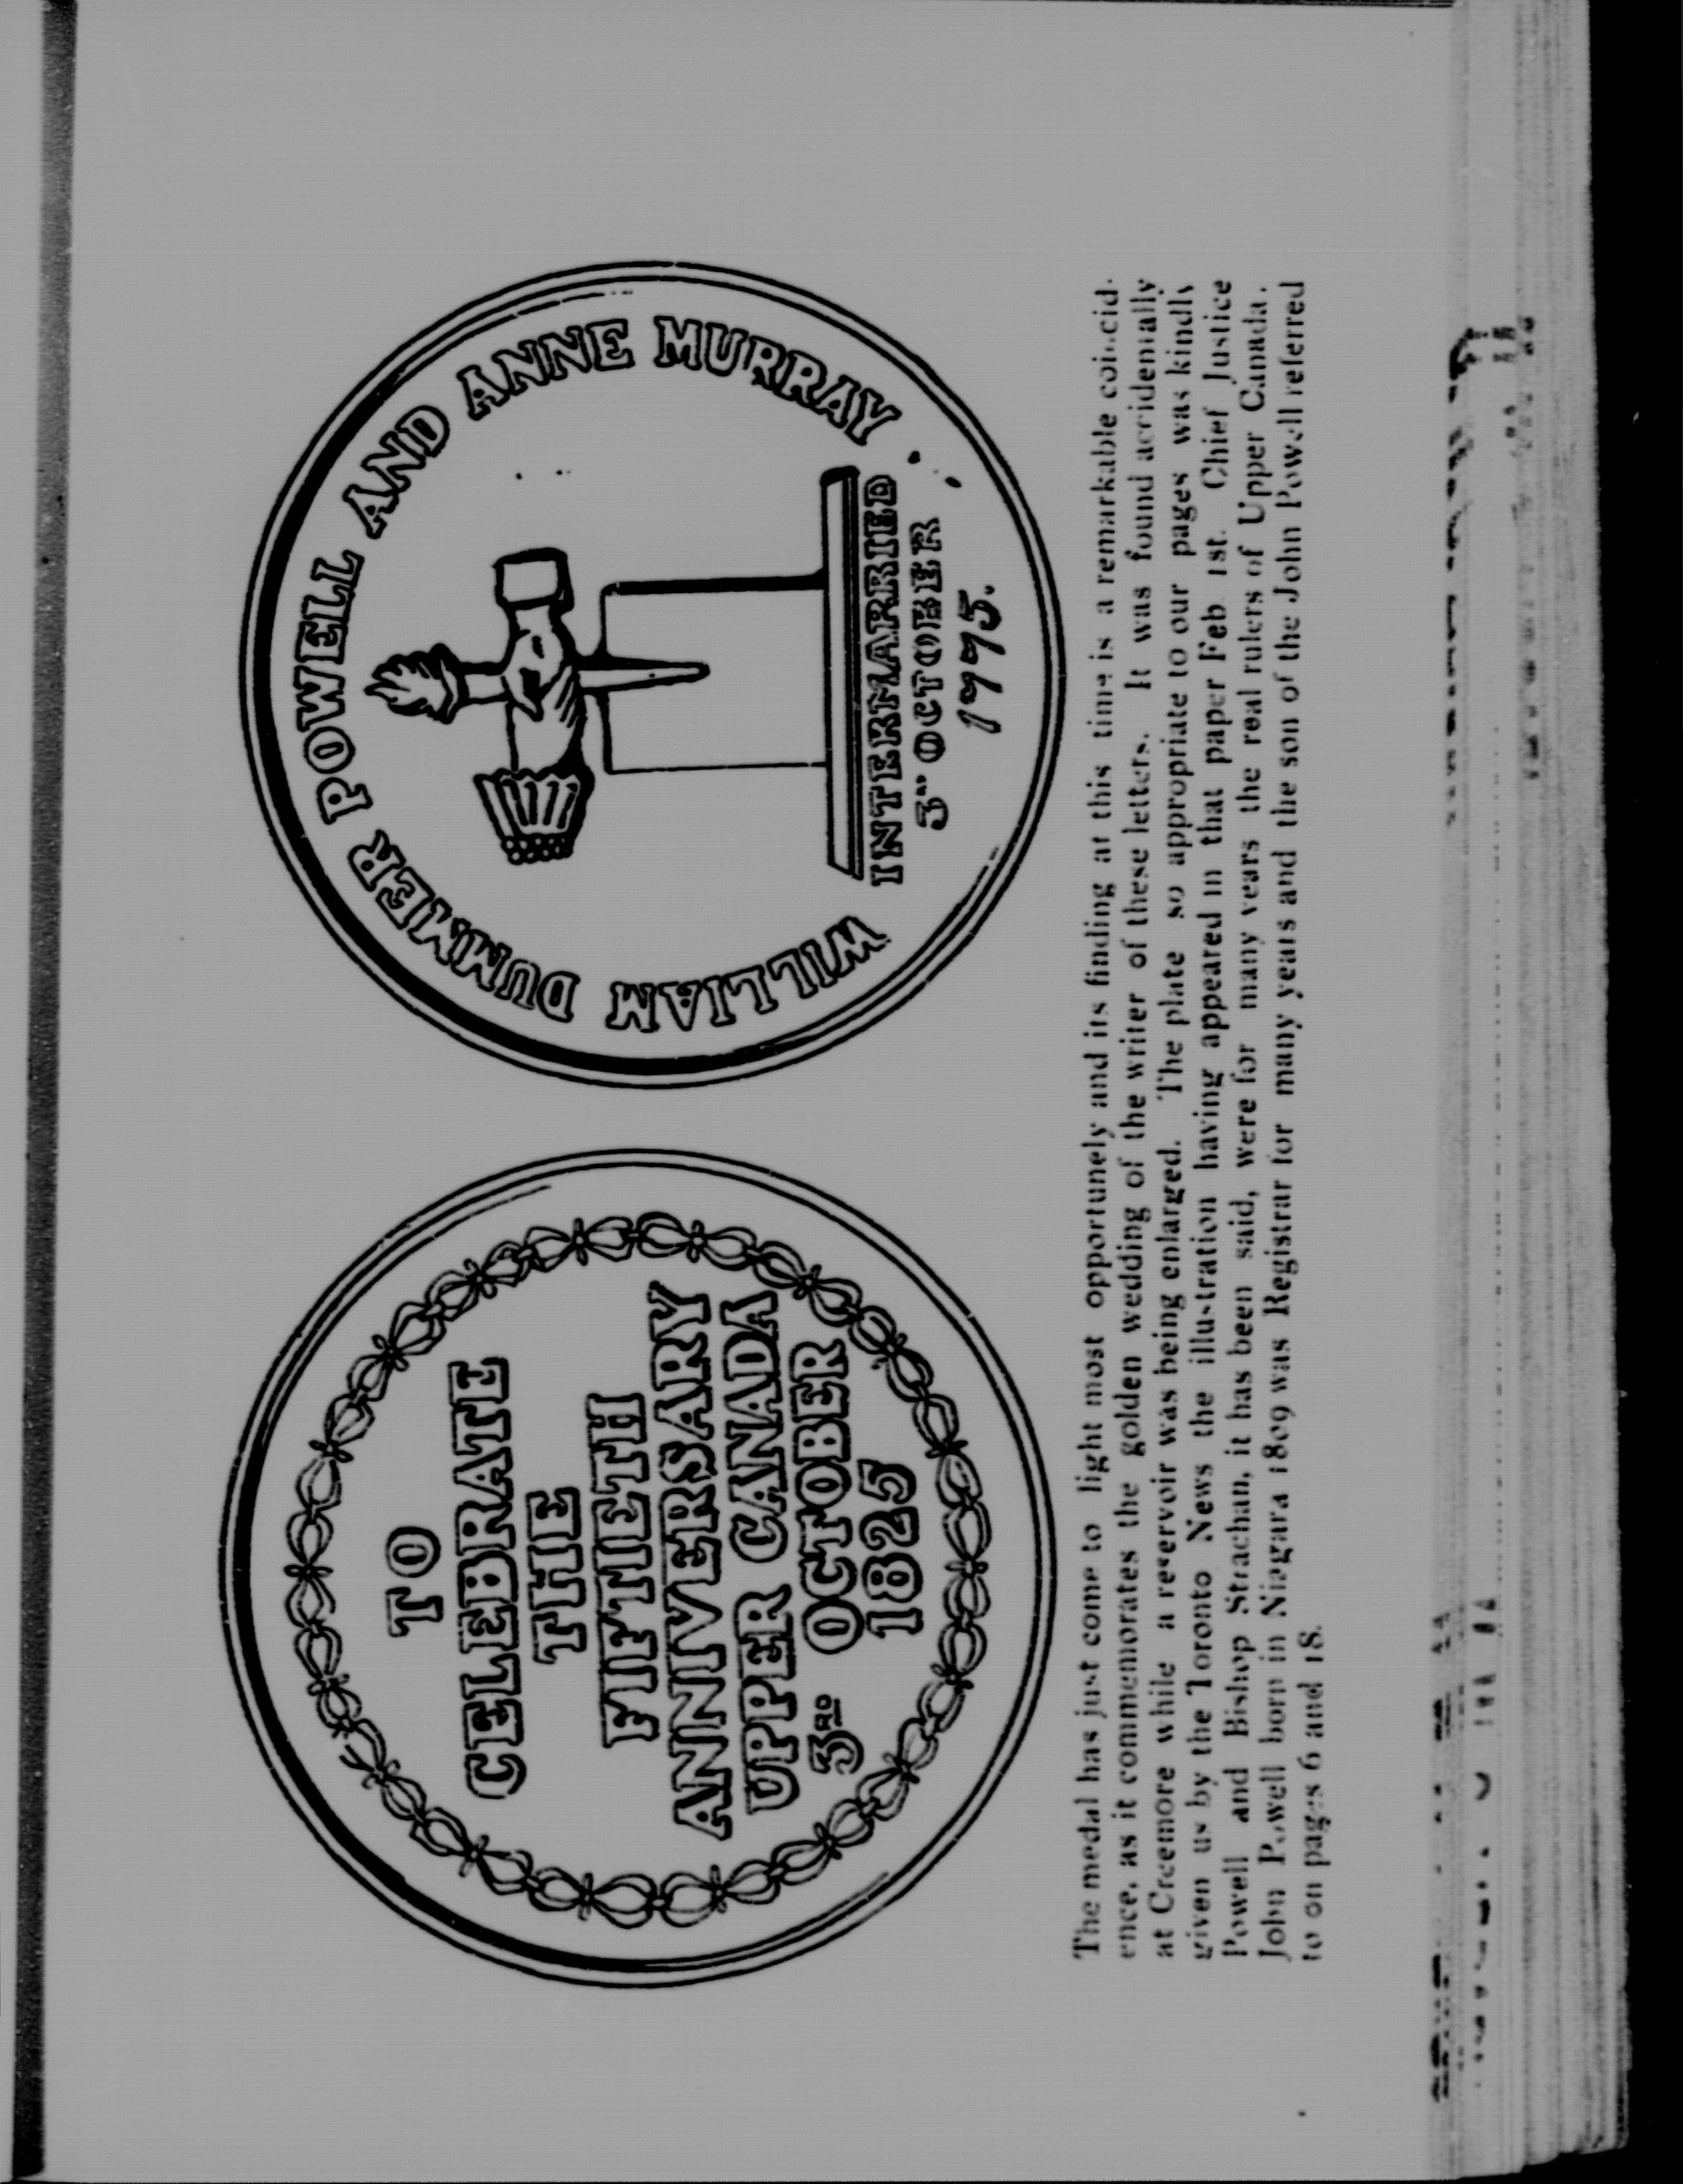 TO
CELEBRATE
THE
FIFTIETH
ANNIVERSARY
UPPER CANADA
3RD OCTOBER
1825
WILLIAM DUMMER POWELL AND ANNE MURRAY
INTERMARRIED
3RD OCTOBER
1775.
The medal has just come to light most opportunely and its finding at this time is a remarkable coincid-
ence, as it commemorates the golden wedding of the writer of these letters. It was found accidentally
at Creemore while a reservoir was being enlarged. The plate so appropriate to our pages was kindly
given us by the Toronto News the illustration having appeared in that paper Feb 1st. Chief Justice
Powell and Bishop Strachan, it has been said, were for many years the real rulers of Upper Canada.
John Powell born in Niagara 1809 was Registrar for many years and the son of the John Powell referred
to on pages 6 and 18.